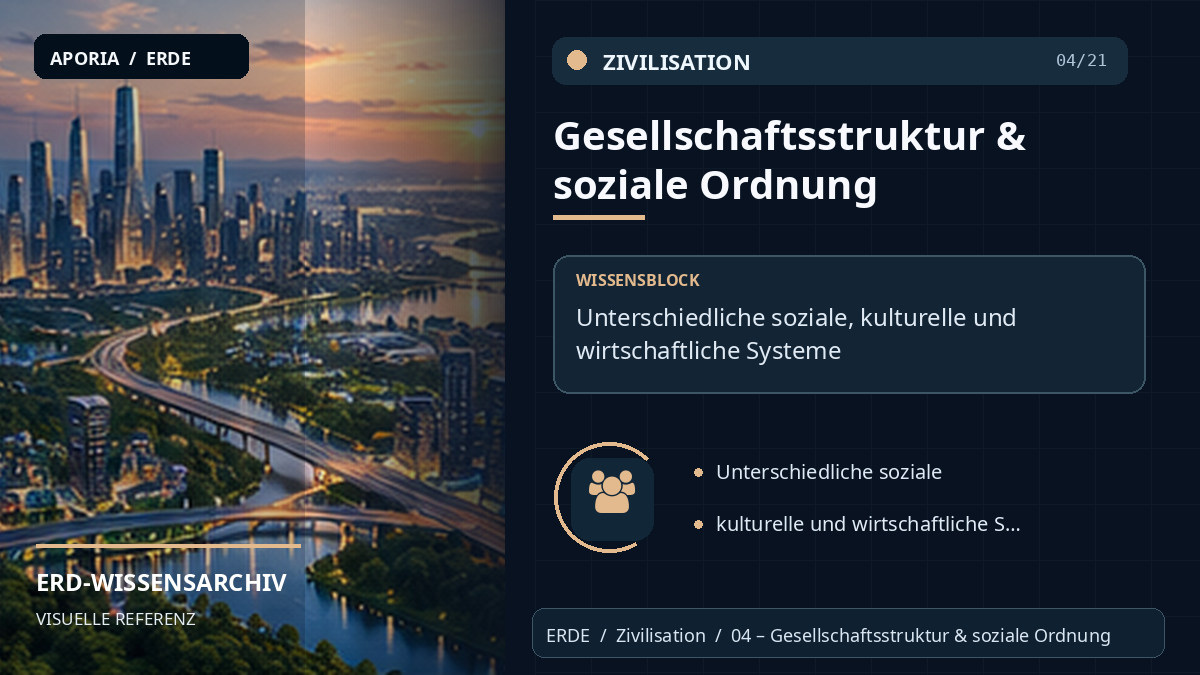 APORIA / ERDE
ERD-WISSENSARCHIV
VISUELLE REFERENZ
ZIVILISATION
04/21
Gesellschaftsstruktur &
soziale Ordnung
WISSENSBLOCK
Unterschiedliche soziale, kulturelle und
wirtschaftliche Systeme
Unterschiedliche soziale
kulturelle und wirtschaftliche S...
ERDE / Zivilisation / 04 – Gesellschaftsstruktur & soziale Ordnung